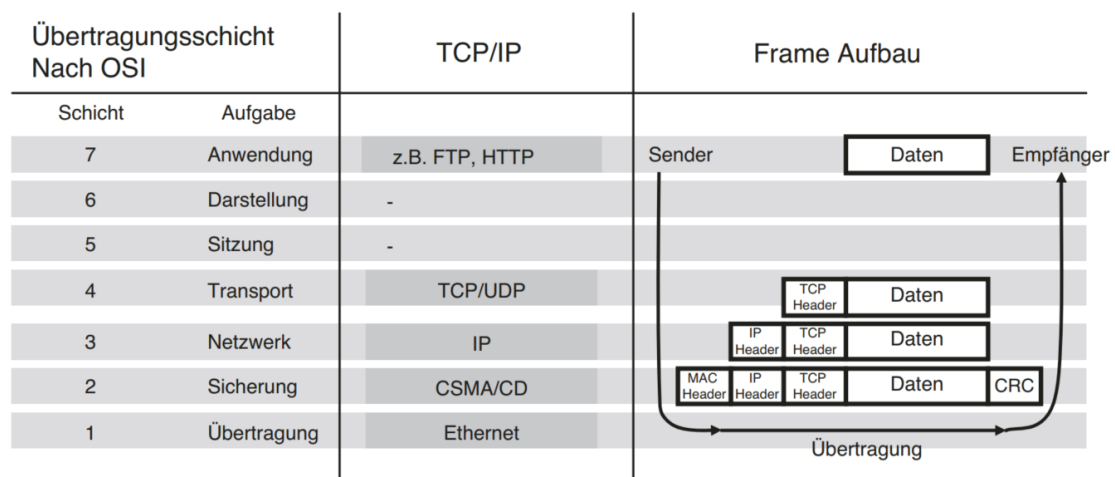 Übertragungsschicht
Nach OSI
TCP/IP
Frame Aufbau
Schicht Aufgabe
7 Anwendung z.B. FTP, HTTP Sender Daten Empfänger
6 Darstellung -
5 Sitzung -
4 Transport TCP/UDP TCP Header Daten
3 Netzwerk IP IP Header TCP Header Daten
2 Sicherung CSMA/CD MAC Header IP Header TCP Header Daten CRC
1 Übertragung Ethernet
Übertragung